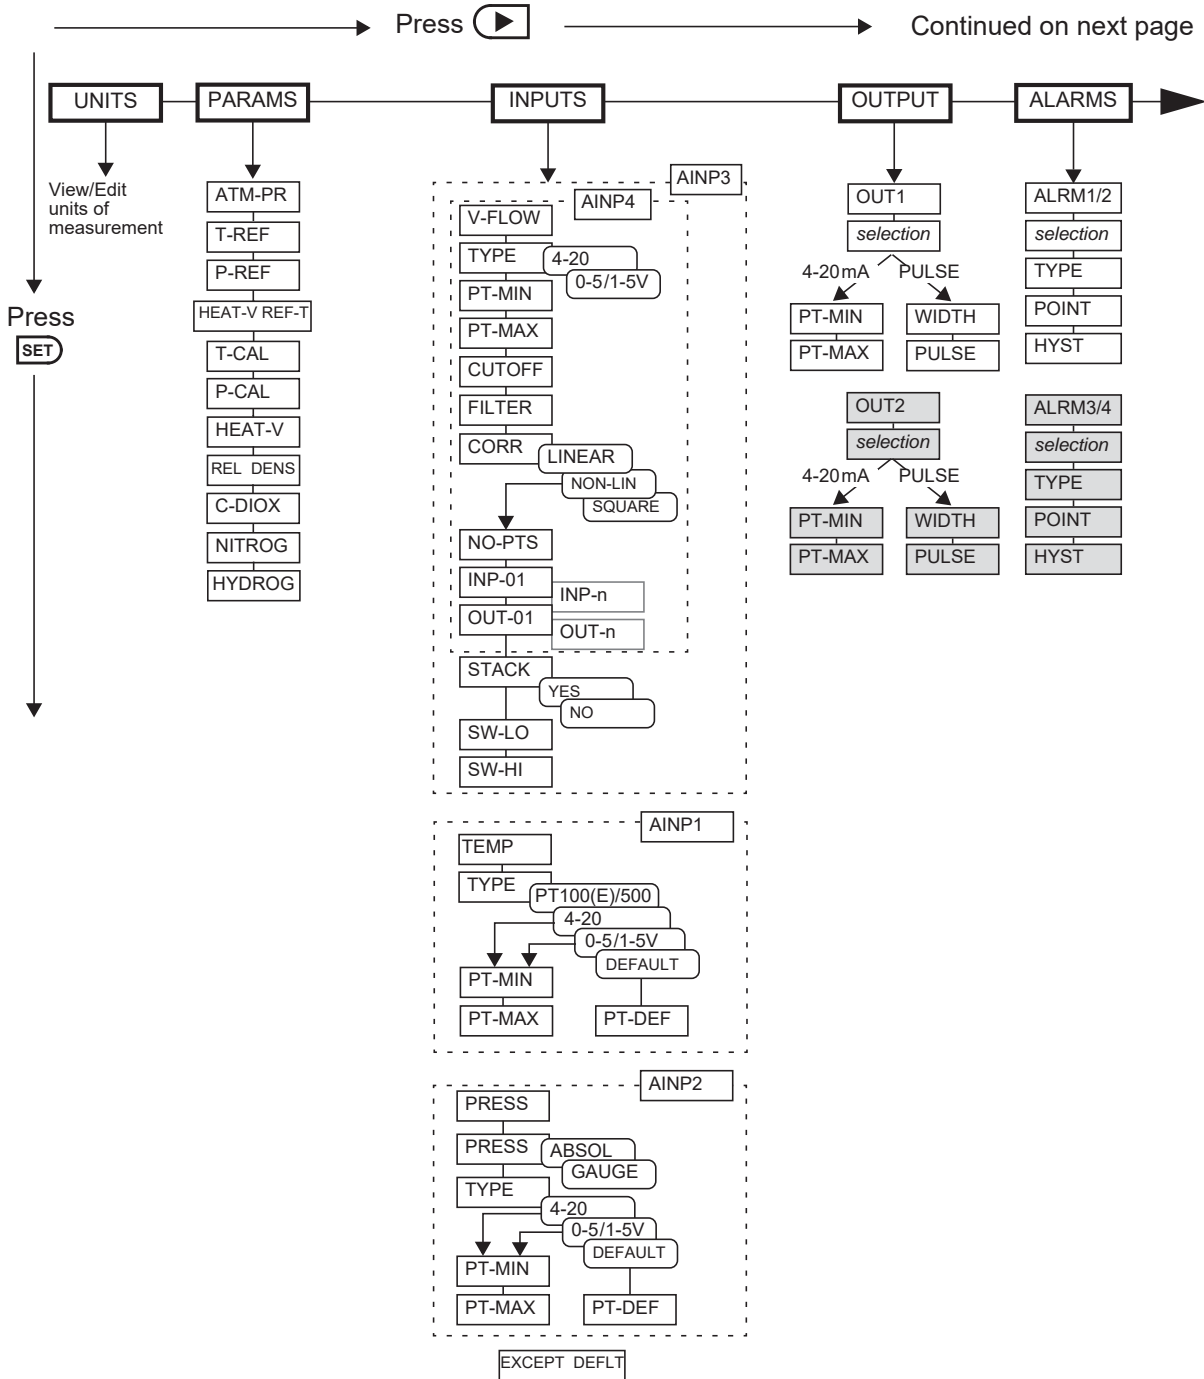 Press
Continued on next page
UNITS
PARAMS
INPUTS
OUTPUT
ALARMS
View/Edit
units of
measurement
Press
SET
ATM-PR
T-REF
P-REF
HEAT-V REF-T
T-CAL
P-CAL
HEAT-V
REL DENS
C-DIOX
NITROG
HYDROG
AINP3
AINP4
V-FLOW
TYPE
4-20
0-5/1-5V
PT-MIN
PT-MAX
CUTOFF
FILTER
CORR
LINEAR
NON-LIN
SQUARE
NO-PTS
INP-01
INP-n
OUT-01
OUT-n
STACK
YES
NO
SW-LO
SW-HI
AINP1
TEMP
TYPE
PT100(E)/500
4-20
0-5/1-5V
DEFAULT
PT-MIN
PT-MAX
PT-DEF
AINP2
PRESS
PRESS
ABSOL
GAUGE
TYPE
4-20
0-5/1-5V
DEFAULT
PT-MIN
PT-MAX
PT-DEF
EXCEPT DEFLT
OUT1
selection
4-20mA
PULSE
PT-MIN
WIDTH
PT-MAX
PULSE
OUT2
selection
4-20mA
PULSE
PT-MIN
WIDTH
PT-MAX
PULSE
ALRM1/2
selection
TYPE
POINT
HYST
ALRM3/4
selection
TYPE
POINT
HYST